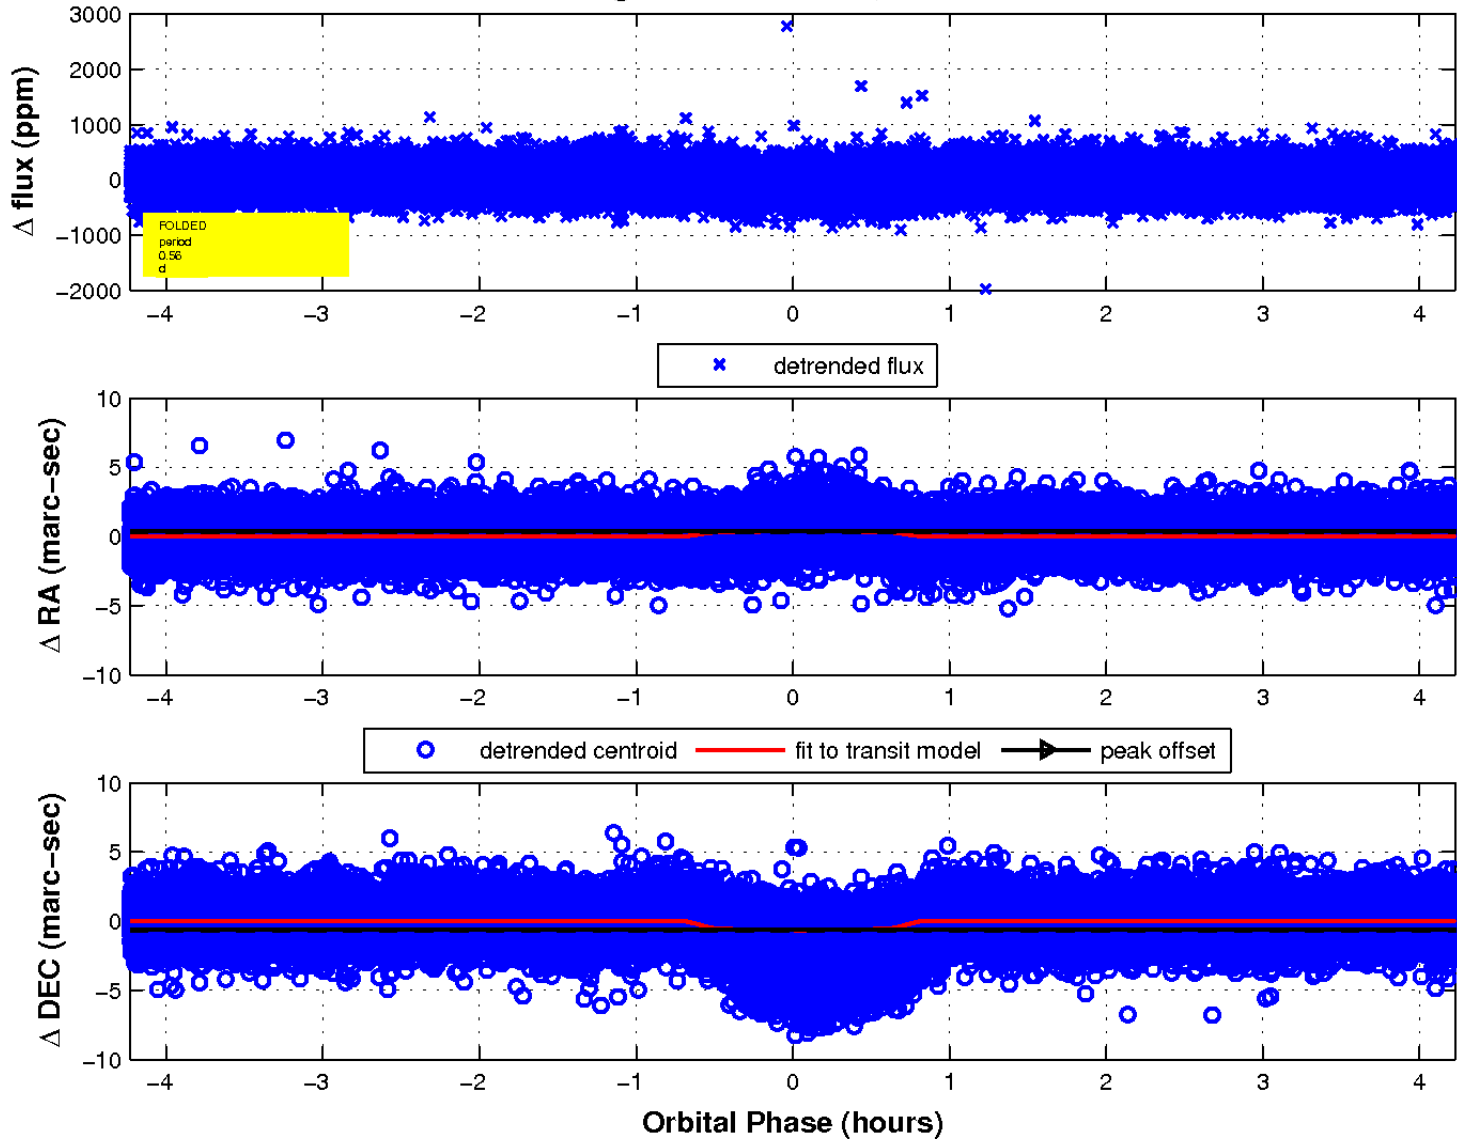 3000
2000
1000
0
−1000
−2000
Δ flux (ppm)
FOLDED
period
0.56
d
−4 −3 −2 −1 0 1 2 3 4
detrended flux
10
5
0
−5
−10
Δ RA (marc−sec)
−4 −3 −2 −1 0 1 2 3 4
detrended centroid fit to transit model peak offset
10
5
0
−5
−10
Δ DEC (marc−sec)
−4 −3 −2 −1 0 1 2 3 4
Orbital Phase (hours)